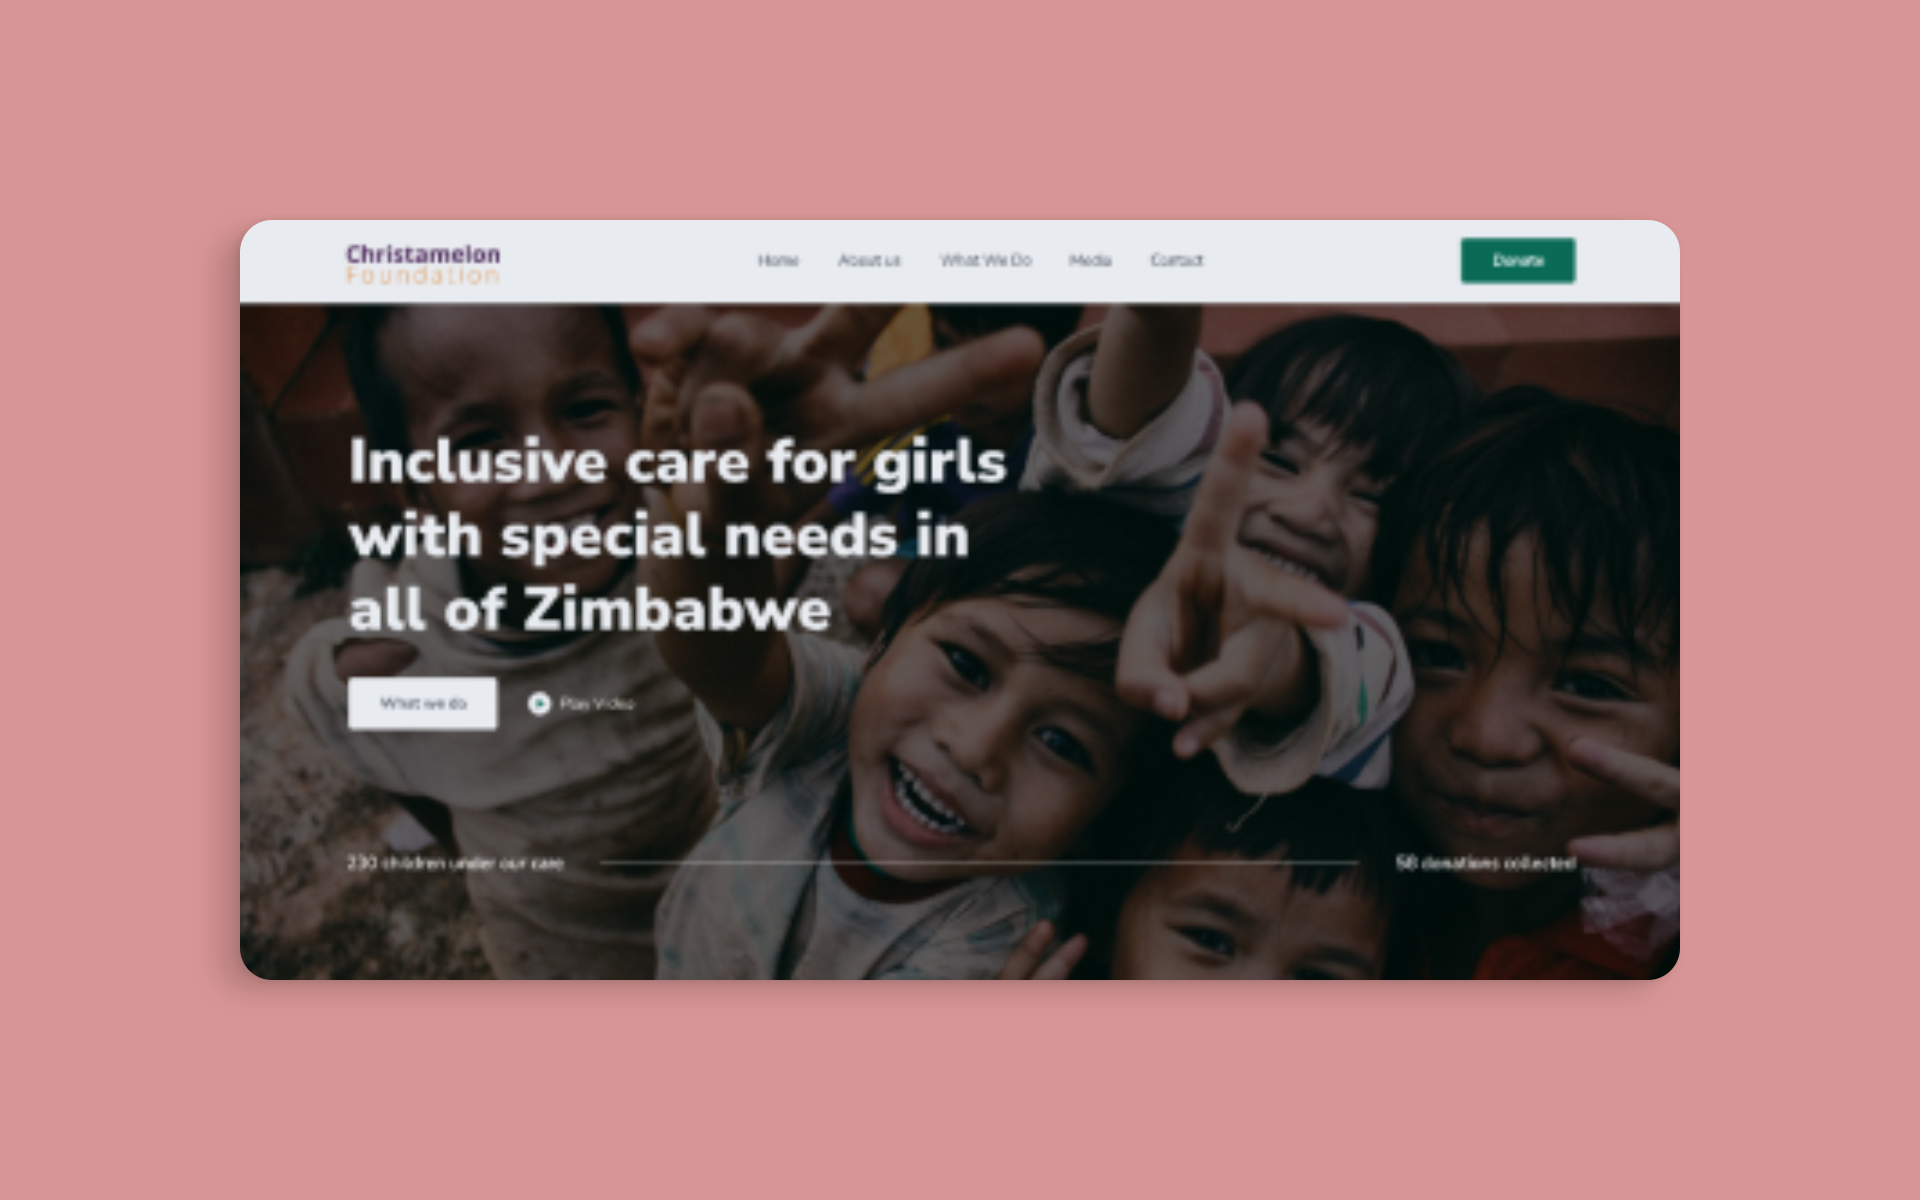 Christamelon
Foundation
Home About us What We Do Media Contact
Donate
Inclusive care for girls
with special needs in
all of Zimbabwe
What we do Play Video
230 children under our care 58 donations collected